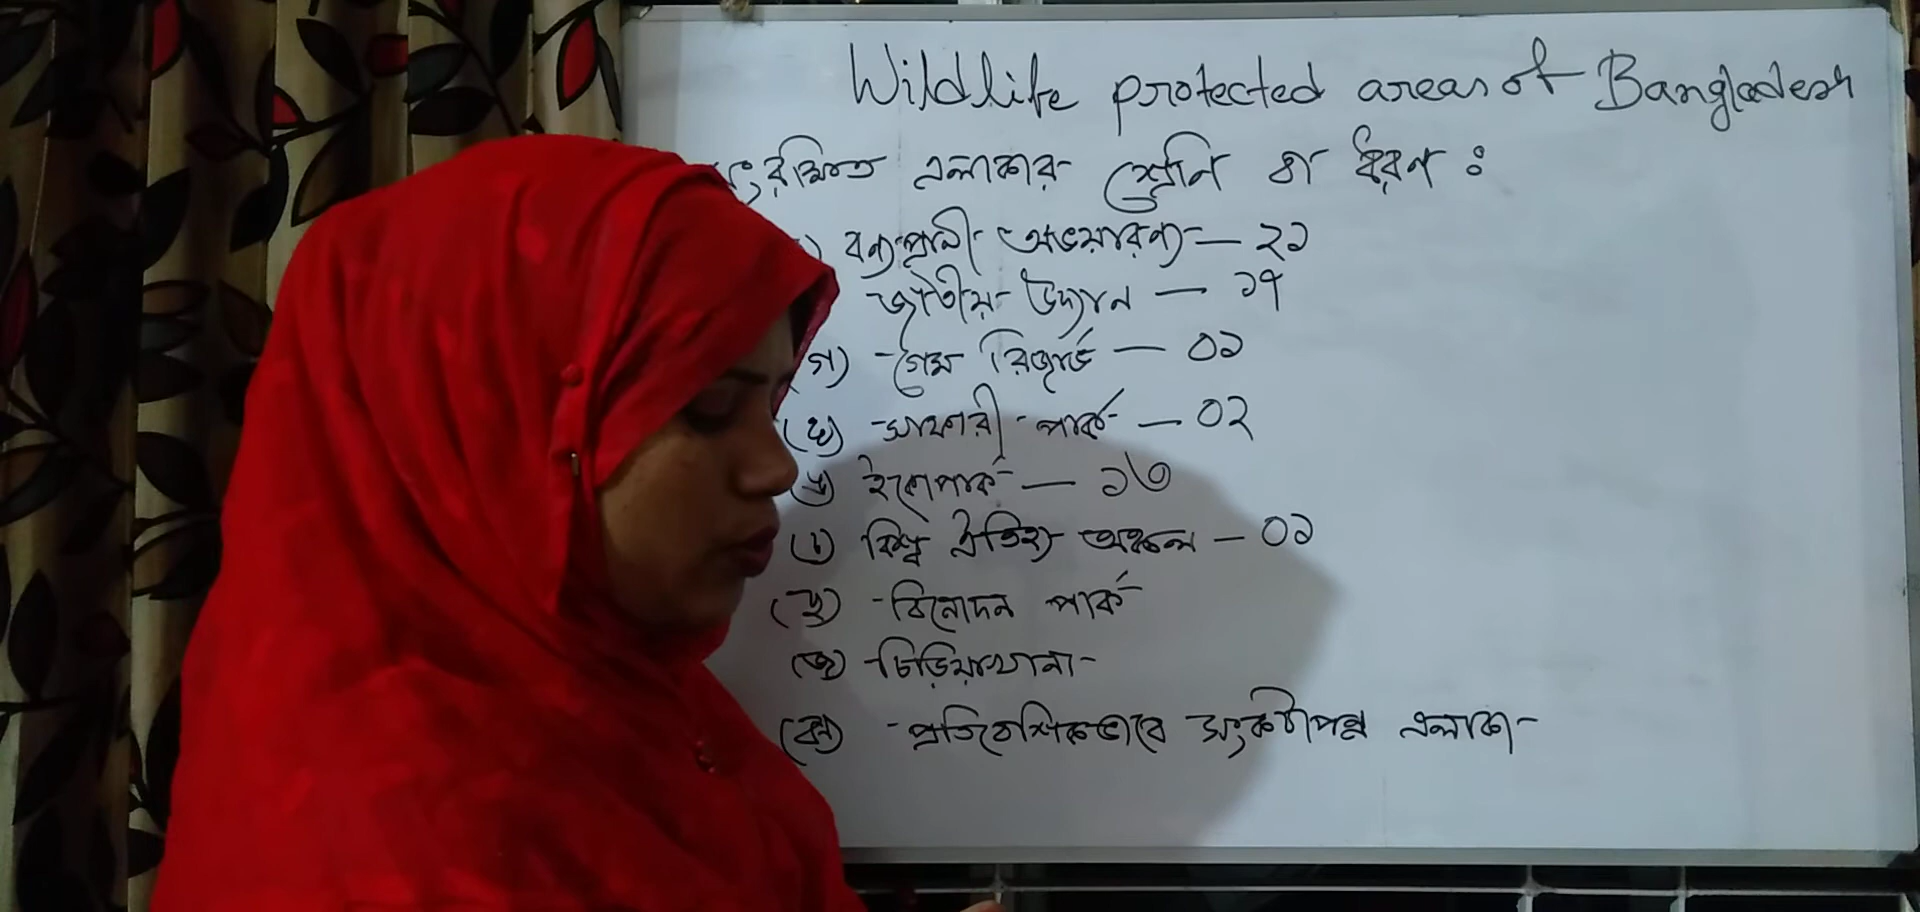 Wildlife protected areas of Bangladesh
সংরক্ষিত এলাকার শ্রেনি বা ধরণ :
) বন্যপ্রানী অভয়ারণ্য — ২১
জাতীয় উদ্যান — ১৭
(গ) গেম রিজার্ভ — ০১
(ঘ) সাফারী পার্ক — ০২
ঙ) ইকোপার্ক — ১৩
(চ) বিশ্ব ঐতিহ্য অঞ্চল — ০১
(ছ) বিনোদন পার্ক
(জ) চিড়িয়াখানা
(ঝ) প্রতিবেশিকভাবে সংকটাপন্ন এলাকা